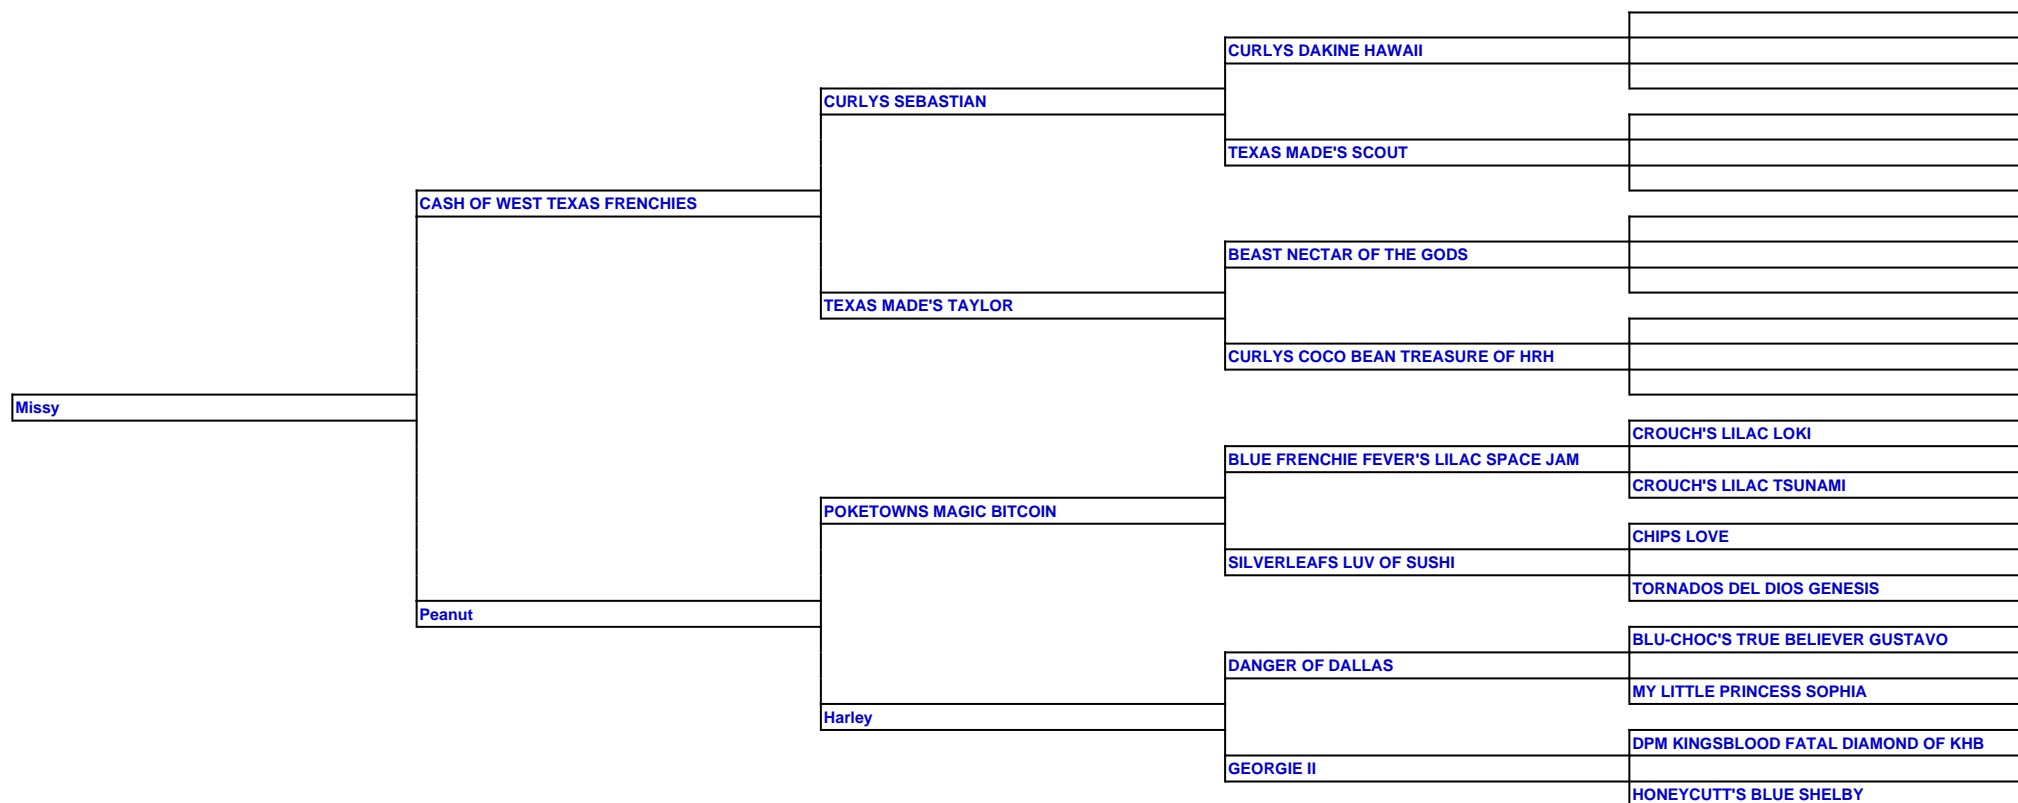 CURLYS DAKINE HAWAII
CURLYS SEBASTIAN
TEXAS MADE'S SCOUT
CASH OF WEST TEXAS FRENCHIES
BEAST NECTAR OF THE GODS
TEXAS MADE'S TAYLOR
CURLYS COCO BEAN TREASURE OF HRH
Missy
CROUCH'S LILAC LOKI
BLUE FRENCHIE FEVER'S LILAC SPACE JAM
CROUCH'S LILAC TSUNAMI
POKETOWNS MAGIC BITCOIN
CHIPS LOVE
SILVERLEAFS LUV OF SUSHI
TORNADOS DEL DIOS GENESIS
Peanut
BLU-CHOC'S TRUE BELIEVER GUSTAVO
DANGER OF DALLAS
MY LITTLE PRINCESS SOPHIA
Harley
DPM KINGSBLOOD FATAL DIAMOND OF KHB
GEORGIE II
HONEYCUTT'S BLUE SHELBY